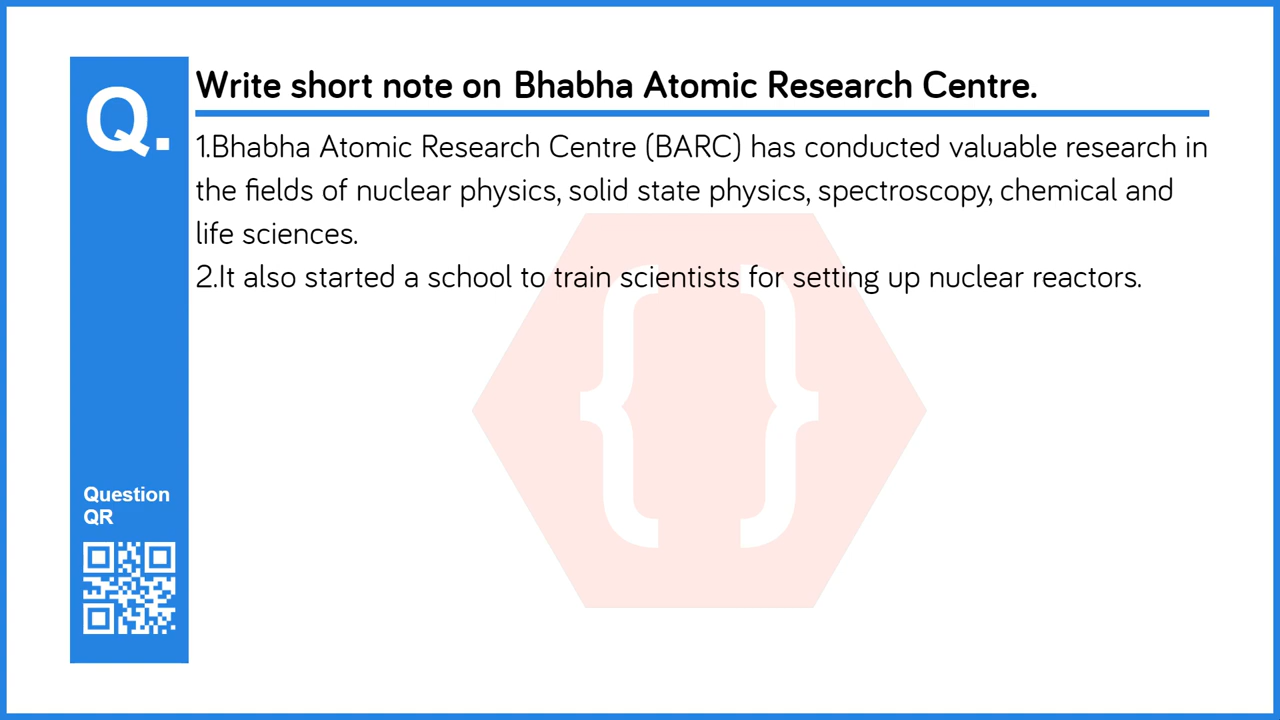 Q.
Write short note on Bhabha Atomic Research Centre.
1.Bhabha Atomic Research Centre (BARC) has conducted valuable research in
the fields of nuclear physics, solid state physics, spectroscopy, chemical and
life sciences.
2.It also started a school to train scientists for setting up nuclear reactors.
{ }
Question
QR